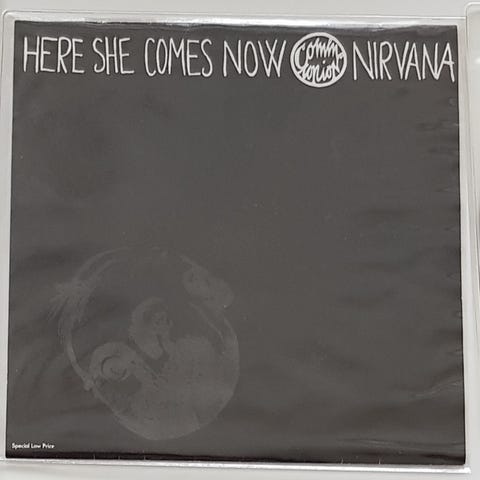 HERE SHE COMES NOW Communion NIRVANA
Special Low Price